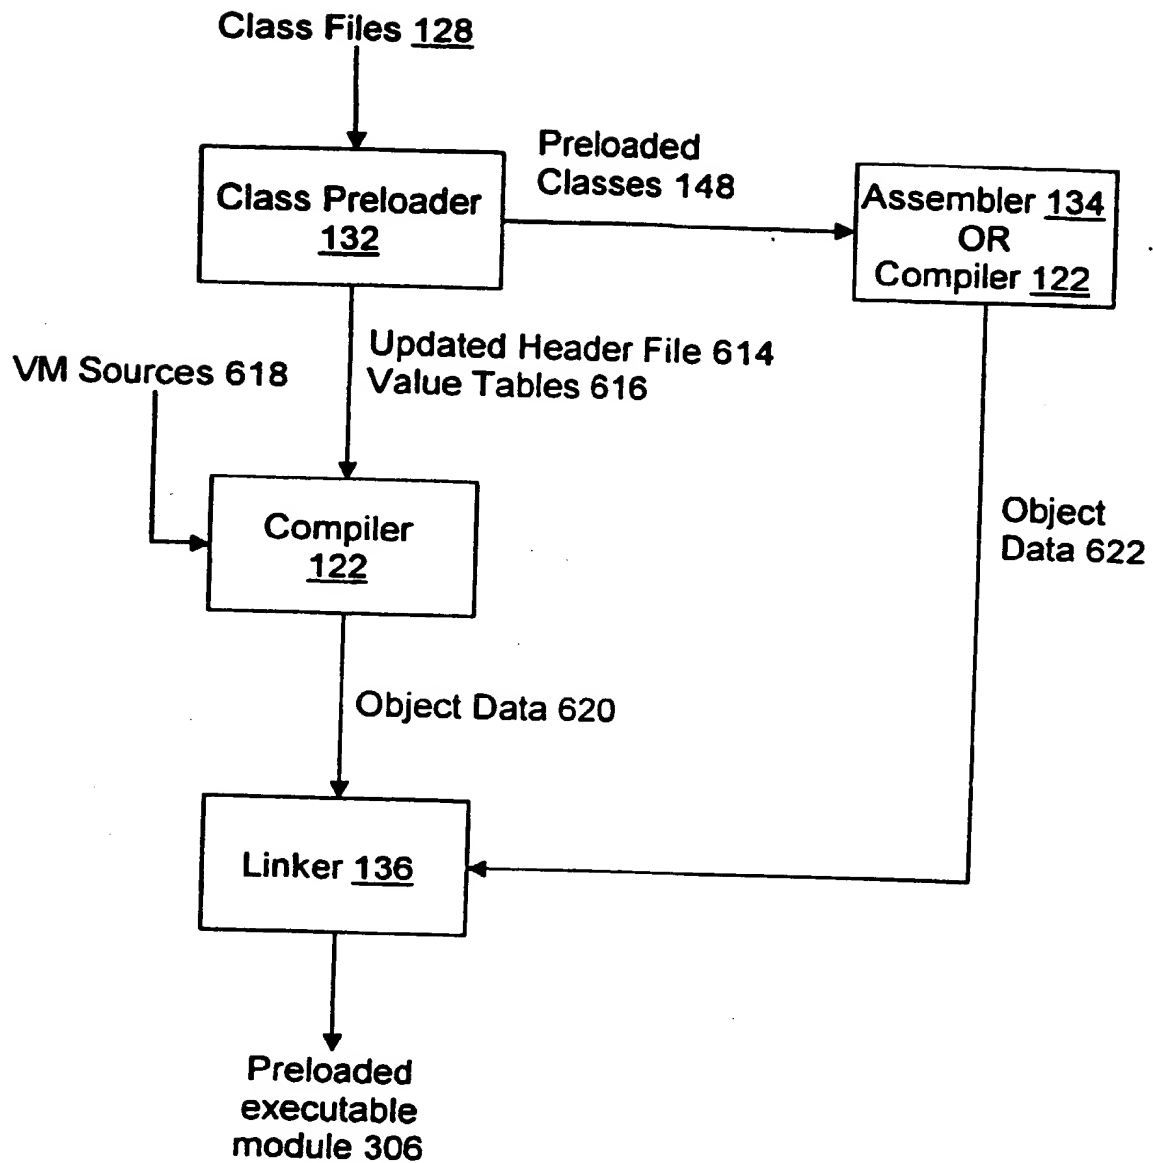 Class Files 128
Preloaded
Classes 148
Class Preloader
132
Assembler 134
OR
Compiler 122
Updated Header File 614
Value Tables 616
VM Sources 618
Compiler
122
Object
Data 622
Object Data 620
Linker 136
Preloaded
executable
module 306